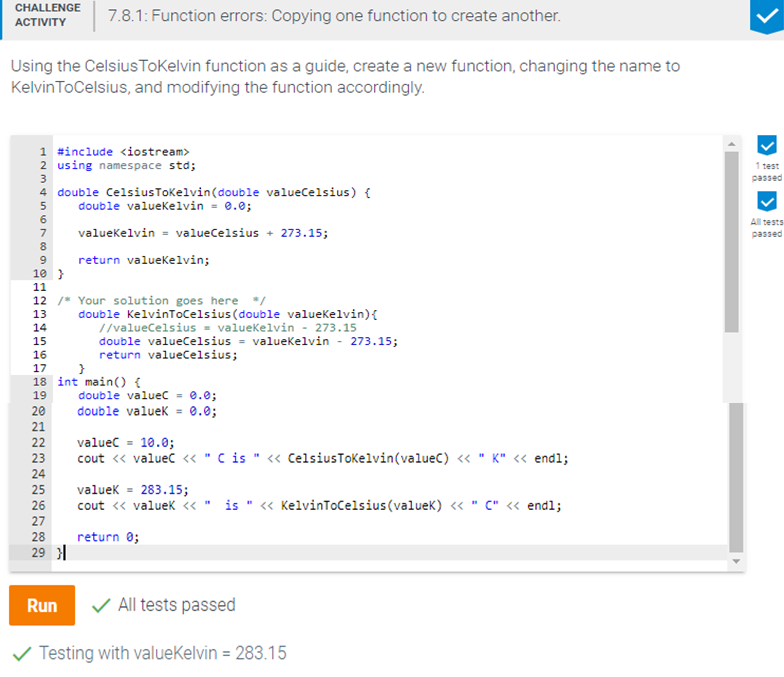 CHALLENGE
ACTIVITY
7.8.1: Function errors: Copying one function to create another.
Using the CelsiusToKelvin function as a guide, create a new function, changing the name to
KelvinToCelsius, and modifying the function accordingly.
1 #include <iostream>
2 using namespace std;
3
4 double CelsiusToKelvin(double valueCelsius) {
5    double valueKelvin = 0.0;
6
7    valueKelvin = valueCelsius + 273.15;
8
9    return valueKelvin;
10 }
11
12 /* Your solution goes here  */
13    double KelvinToCelsius(double valueKelvin){
14       //valueCelsius = valueKelvin - 273.15
15       double valueCelsius = valueKelvin - 273.15;
16       return valueCelsius;
17    }
18 int main() {
19    double valueC = 0.0;
20    double valueK = 0.0;
21
22    valueC = 10.0;
23    cout << valueC << " C is " << CelsiusToKelvin(valueC) << " K" << endl;
24
25    valueK = 283.15;
26    cout << valueK << "  is " << KelvinToCelsius(valueK) << " C" << endl;
27
28    return 0;
29 }
1 test
passed
All tests
passed
Run
All tests passed
Testing with valueKelvin = 283.15